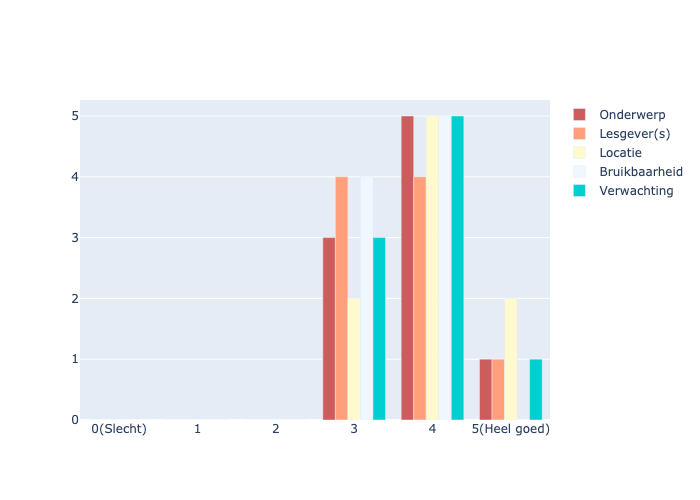 5
4
3
2
1
0
0(Slecht) 1 2 3 4 5(Heel goed)
Onderwerp
Lesgever(s)
Locatie
Bruikbaarheid
Verwachting